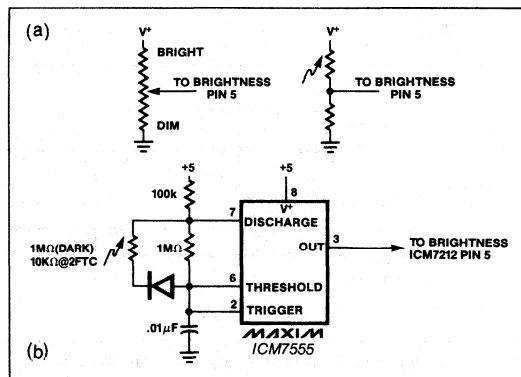 (a)
V+
BRIGHT
TO BRIGHTNESS
PIN 5
DIM
V+
TO BRIGHTNESS
PIN 5
+5
100k
+5
8
V+
7
DISCHARGE
1MΩ(DARK)
10KΩ@2FTC
1MΩ
OUT
3
TO BRIGHTNESS
ICM7212 PIN 5
6
THRESHOLD
2
TRIGGER
.01μF
MAXIM
ICM7555
(b)